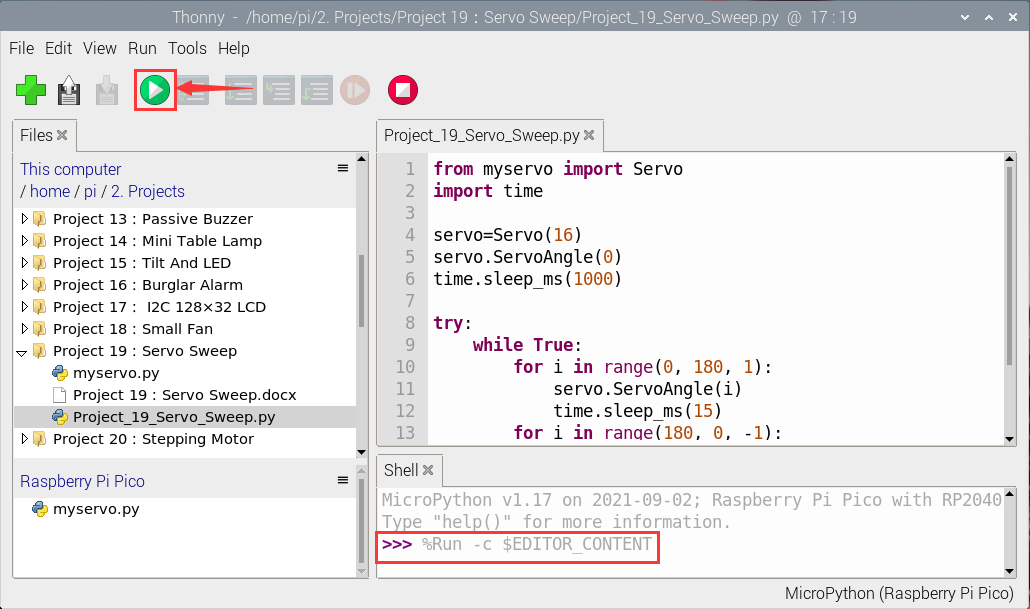 Thonny - /home/pi/2. Projects/Project 19 : Servo Sweep/Project_19_Servo_Sweep.py @ 17 : 19
File Edit View Run Tools Help
Files
This computer
/ home / pi / 2. Projects
Project 13 : Passive Buzzer
Project 14 : Mini Table Lamp
Project 15 : Tilt And LED
Project 16 : Burglar Alarm
Project 17 : I2C 128×32 LCD
Project 18 : Small Fan
Project 19 : Servo Sweep
myservo.py
Project 19 : Servo Sweep.docx
Project_19_Servo_Sweep.py
Project 20 : Stepping Motor
Raspberry Pi Pico
myservo.py
Project_19_Servo_Sweep.py
1 from myservo import Servo
2 import time
3
4 servo=Servo(16)
5 servo.ServoAngle(0)
6 time.sleep_ms(1000)
7
8 try:
9     while True:
10         for i in range(0, 180, 1):
11             servo.ServoAngle(i)
12             time.sleep_ms(15)
13         for i in range(180, 0, -1):
Shell
MicroPython v1.17 on 2021-09-02; Raspberry Pi Pico with RP2040
Type "help()" for more information.
>>> %Run -c $EDITOR_CONTENT
MicroPython (Raspberry Pi Pico)